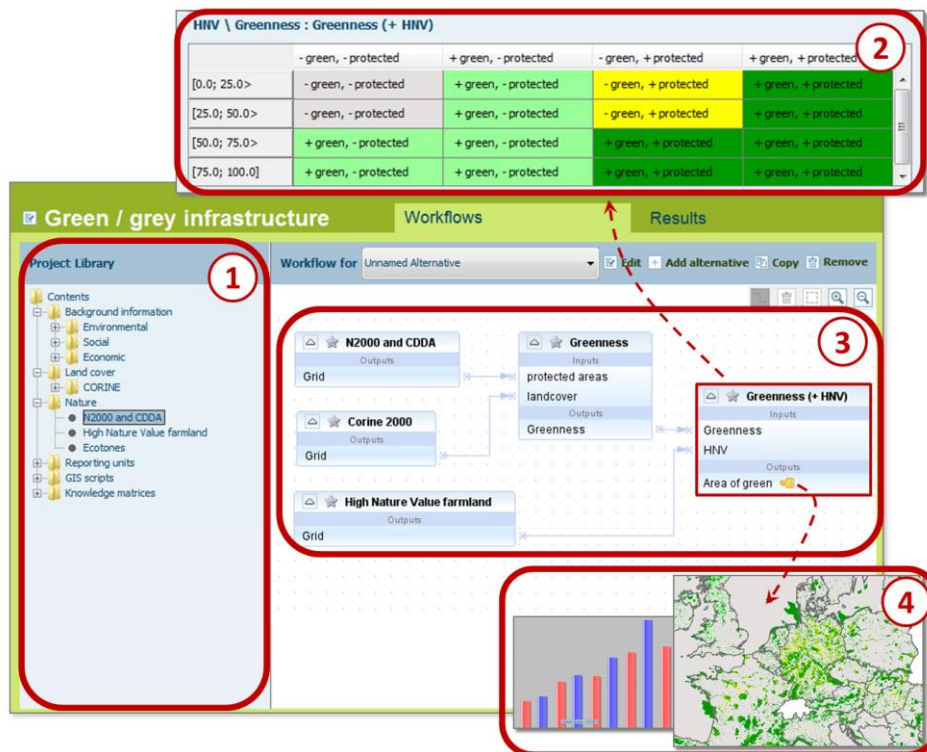 HNV \ Greenness : Greenness (+ HNV)
2
- green, - protected + green, - protected - green, + protected + green, + protected
[0.0; 25.0> - green, - protected + green, - protected - green, + protected + green, + protected
[25.0; 50.0> - green, - protected + green, - protected - green, + protected + green, + protected
[50.0; 75.0> + green, - protected + green, - protected + green, + protected + green, + protected
[75.0; 100.0] + green, - protected + green, - protected + green, + protected + green, + protected
Green / grey infrastructure Workflows Results
Project Library
1
Contents
Background information
Environmental
Social
Economic
Land cover
CORINE
Nature
N2000 and CDDA
High Nature Value farmland
Ecotones
Reporting units
GIS scripts
Knowledge matrices
Workflow for Unnamed Alternative Edit Add alternative Copy Remove
3
N2000 and CDDA
Outputs
Grid
Corine 2000
Outputs
Grid
High Nature Value farmland
Outputs
Grid
Greenness
Inputs
protected areas
landcover
Outputs
Greenness
Greenness (+ HNV)
Inputs
Greenness
HNV
Outputs
Area of green
4